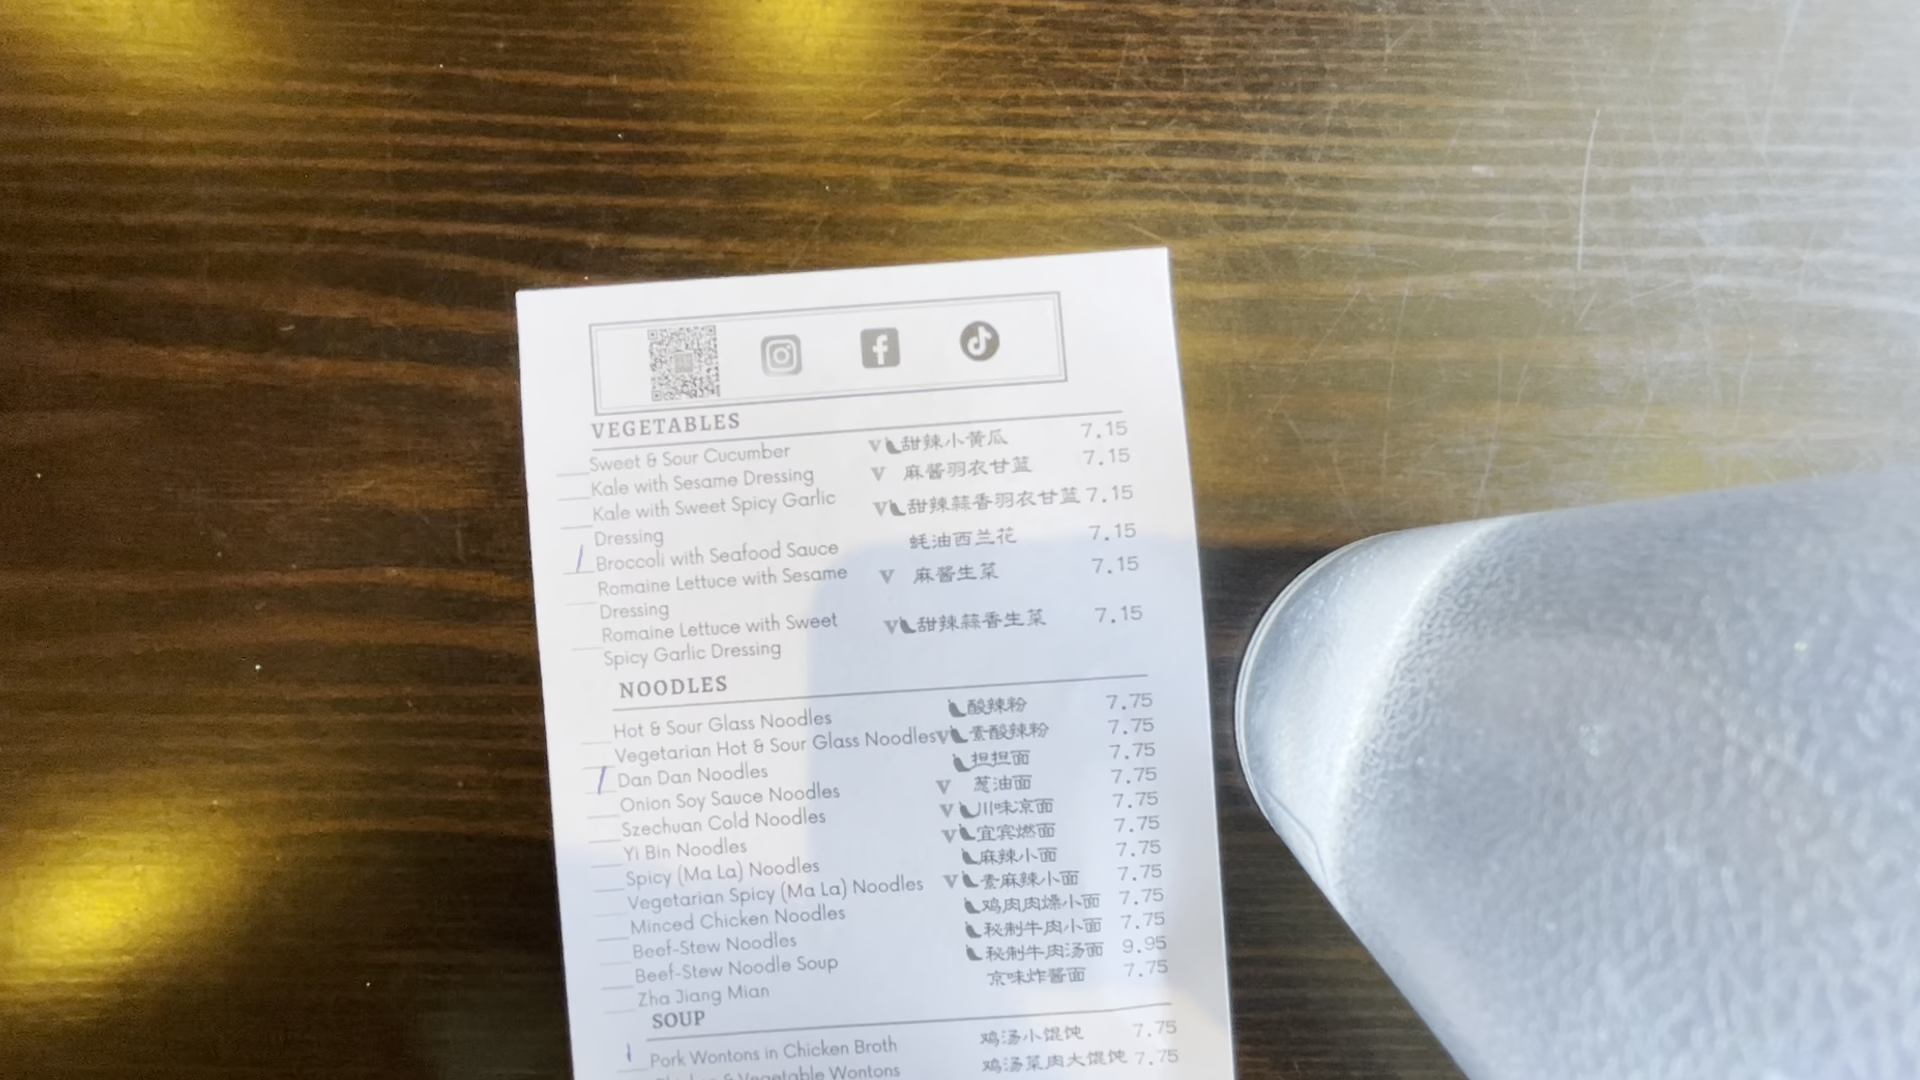 VEGETABLES
Sweet & Sour Cucumber V 甜辣小黄瓜 7.15
Kale with Sesame Dressing V 麻酱羽衣甘蓝 7.15
Kale with Sweet Spicy Garlic V 甜辣蒜香羽衣甘蓝 7.15
Dressing
Broccoli with Seafood Sauce 蚝油西兰花 7.15
Romaine Lettuce with Sesame V 麻酱生菜 7.15
Dressing
Romaine Lettuce with Sweet V 甜辣蒜香生菜 7.15
Spicy Garlic Dressing
NOODLES
Hot & Sour Glass Noodles 酸辣粉 7.75
Vegetarian Hot & Sour Glass Noodles V 素酸辣粉 7.75
Dan Dan Noodles 担担面 7.75
Onion Soy Sauce Noodles V 葱油面 7.75
Szechuan Cold Noodles V 川味凉面 7.75
Yi Bin Noodles V 宜宾燃面 7.75
Spicy (Ma La) Noodles 麻辣小面 7.75
Vegetarian Spicy (Ma La) Noodles V 素麻辣小面 7.75
Minced Chicken Noodles 鸡肉肉燥小面 7.75
Beef-Stew Noodles 秘制牛肉小面 7.75
Beef-Stew Noodle Soup 秘制牛肉汤面 9.95
Zha Jiang Mian 京味炸酱面 7.75
SOUP
Pork Wontons in Chicken Broth 鸡汤小馄饨 7.75
& Vegetable Wontons 鸡汤菜肉大馄饨 7.75